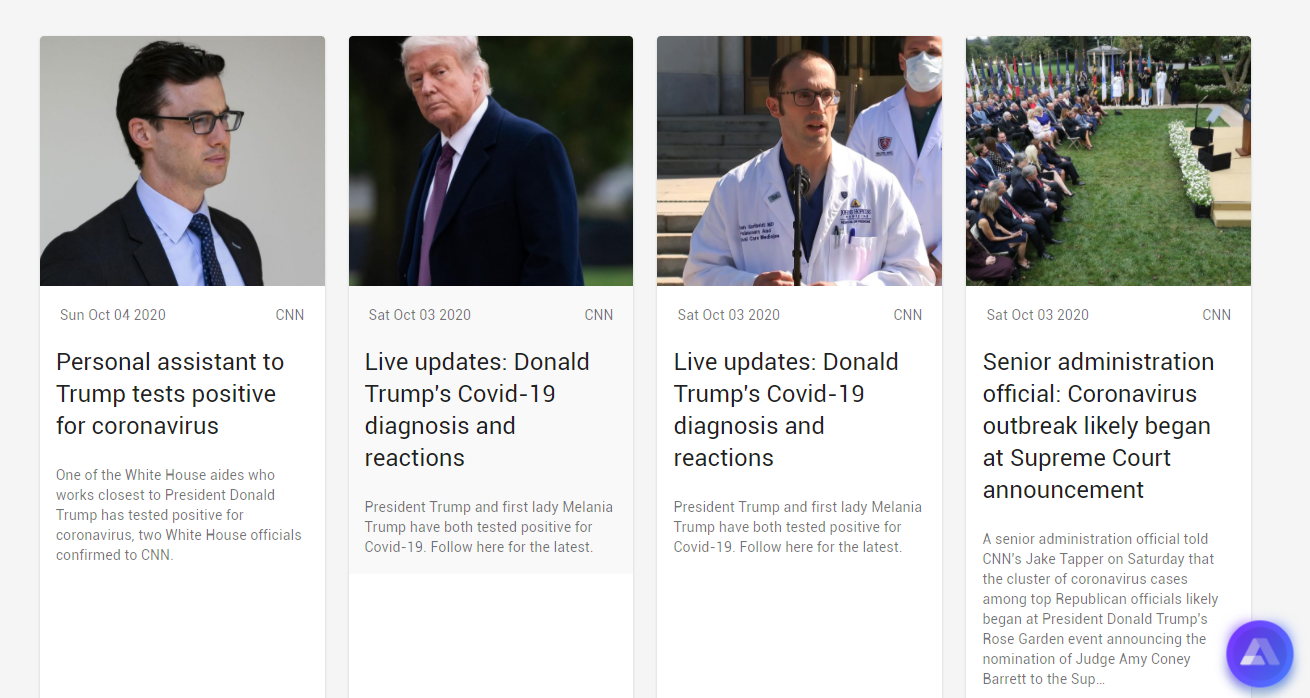 Sun Oct 04 2020
CNN
Personal assistant to
Trump tests positive
for coronavirus
One of the White House aides who
works closest to President Donald
Trump has tested positive for
coronavirus, two White House officials
confirmed to CNN.
Sat Oct 03 2020
CNN
Live updates: Donald
Trump's Covid-19
diagnosis and
reactions
President Trump and first lady Melania
Trump have both tested positive for
Covid-19. Follow here for the latest.
JOHNS HOPKINS
MD
Pulmonary And
Care Medicine
Sat Oct 03 2020
CNN
Live updates: Donald
Trump's Covid-19
diagnosis and
reactions
President Trump and first lady Melania
Trump have both tested positive for
Covid-19. Follow here for the latest.
Sat Oct 03 2020
CNN
Senior administration
official: Coronavirus
outbreak likely began
at Supreme Court
announcement
A senior administration official told
CNN's Jake Tapper on Saturday that
the cluster of coronavirus cases
among top Republican officials likely
began at President Donald Trump's
Rose Garden event announcing the
nomination of Judge Amy Coney
Barrett to the Sup...